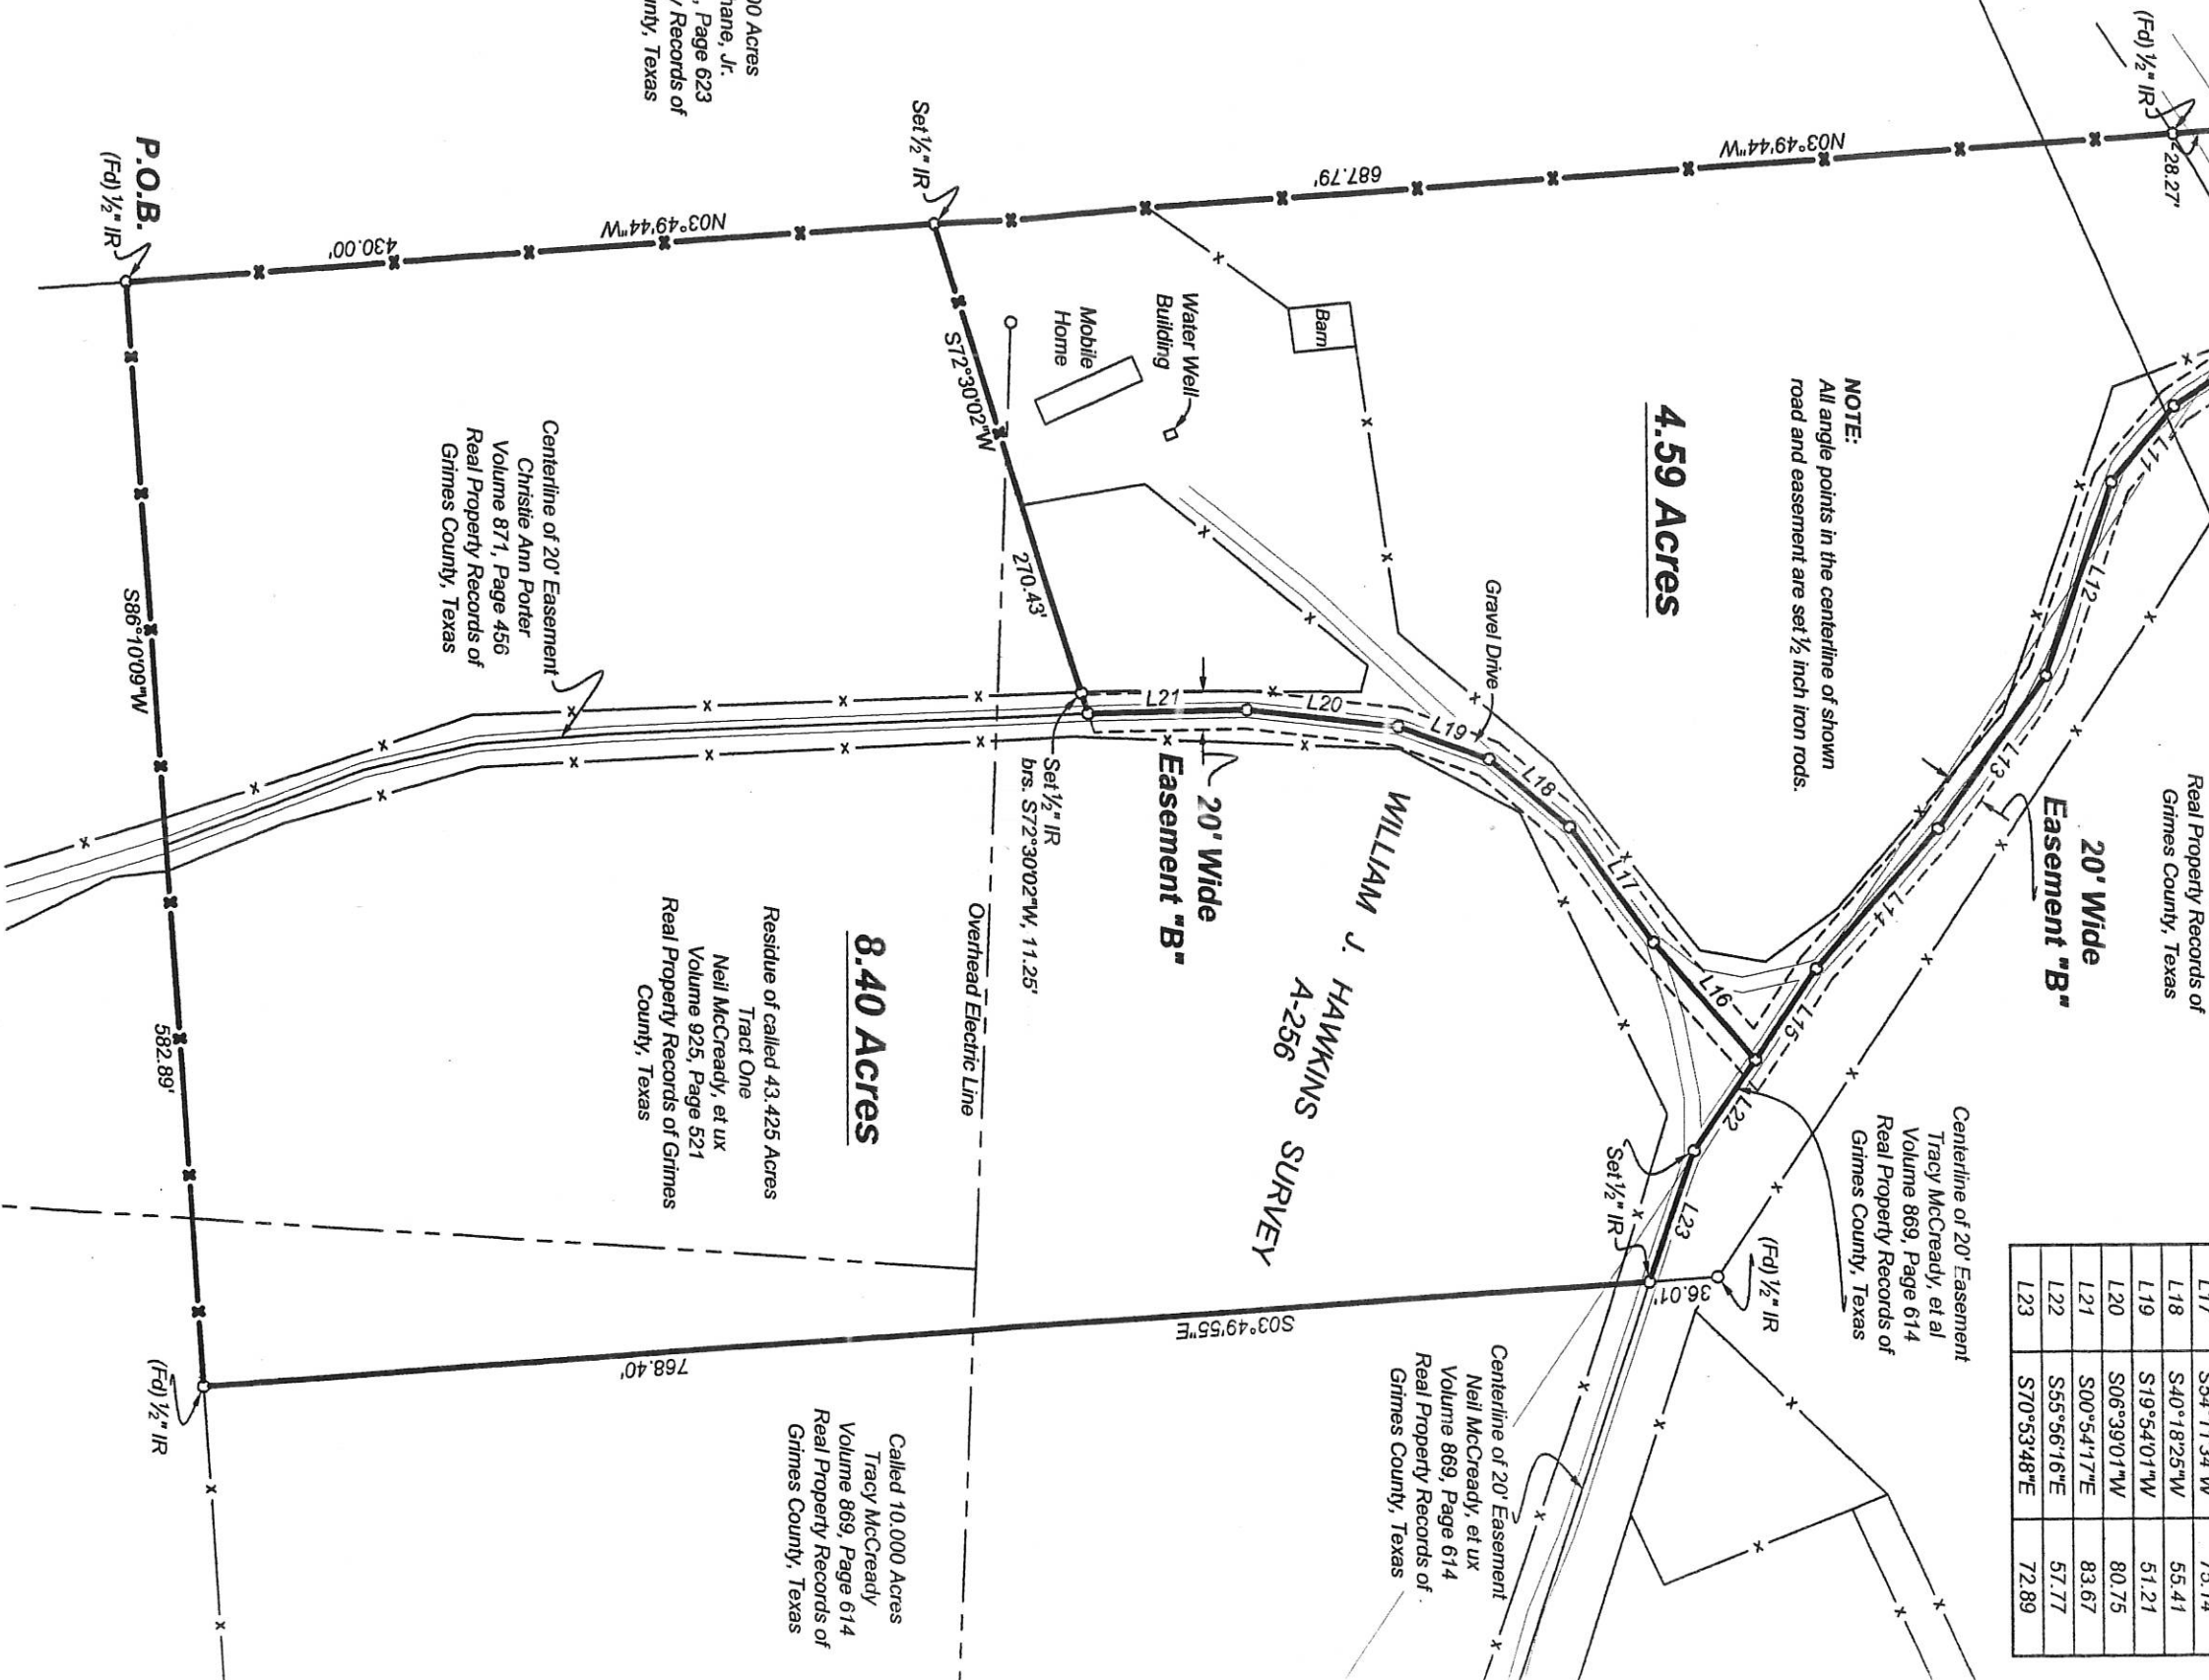 (Fd) ½" IR
28.27'
N03°49'44"W
687.79'
Set ½" IR
N03°49'44"W
430.00'
P.O.B.
(Fd) ½" IR
00 Acres
Page 623
Records of
Texas
NOTE:
All angle points in the centerline of shown
road and easement are set ½ inch iron rods.
4.59 Acres
Barn
Water Well
Building
Mobile
Home
S72°30'02"W
270.43'
Real Property Records of
Grimes County, Texas
20' Wide
Easement "B"
L11
L12
L13
L14
L15
L16
L17
L18
L19
L20
L21
L22
L23
Gravel Drive
20' Wide
Easement "B"
Set ½" IR
brs. S72°30'02"W, 11.25'
Centerline of 20' Easement
Christie Ann Porter
Volume 871, Page 456
Real Property Records of
Grimes County, Texas
WILLIAM J. HAWKINS SURVEY
A-256
Overhead Electric Line
8.40 Acres
Residue of called 43.425 Acres
Tract One
Neil McCready, et ux
Volume 925, Page 521
Real Property Records of Grimes
County, Texas
S86°10'09"W
582.89'
Centerline of 20' Easement
Tracy McCready, et al
Volume 869, Page 614
Real Property Records of
Grimes County, Texas
Set ½" IR
(Fd) ½" IR
36.01'
S03°49'55"E
768.40'
(Fd) ½" IR
Centerline of 20' Easement
Neil McCready, et ux
Volume 869, Page 614
Real Property Records of
Grimes County, Texas
Called 10.000 Acres
Tracy McCready
Volume 869, Page 614
Real Property Records of
Grimes County, Texas
L18 S40°18'25"W 55.41
L19 S19°54'01"W 51.21
L20 S06°39'01"W 80.75
L21 S00°54'17"E 83.67
L22 S55°56'16"E 57.77
L23 S70°53'48"E 72.89